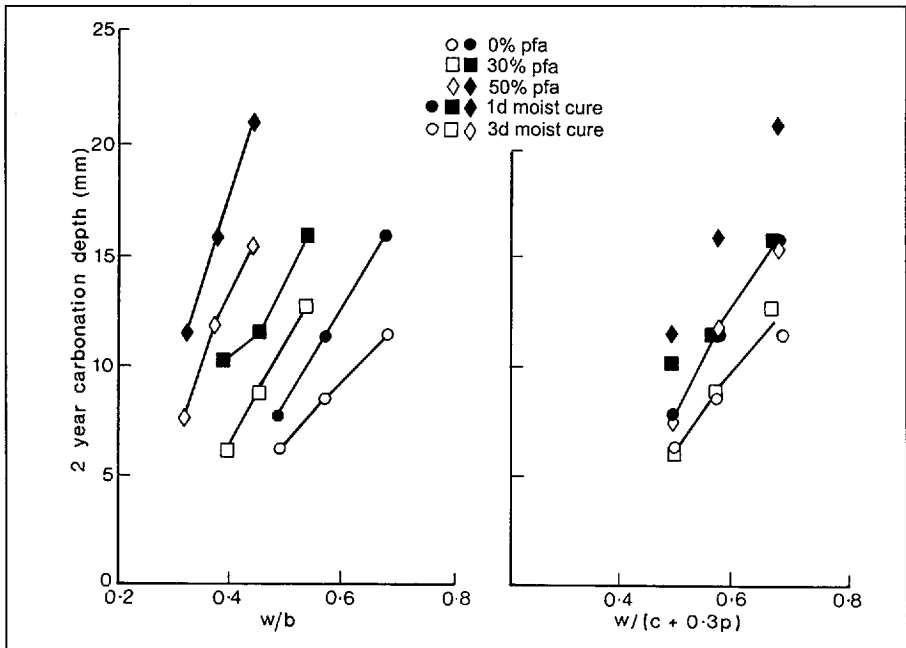 25
20
15
10
5
0
2 year carbonation depth (mm)
0% pfa
30% pfa
50% pfa
1d moist cure
3d moist cure
0·2 0·4 0·6 0·8
w/b
0·4 0·6 0·8
w/(c + 0·3p)